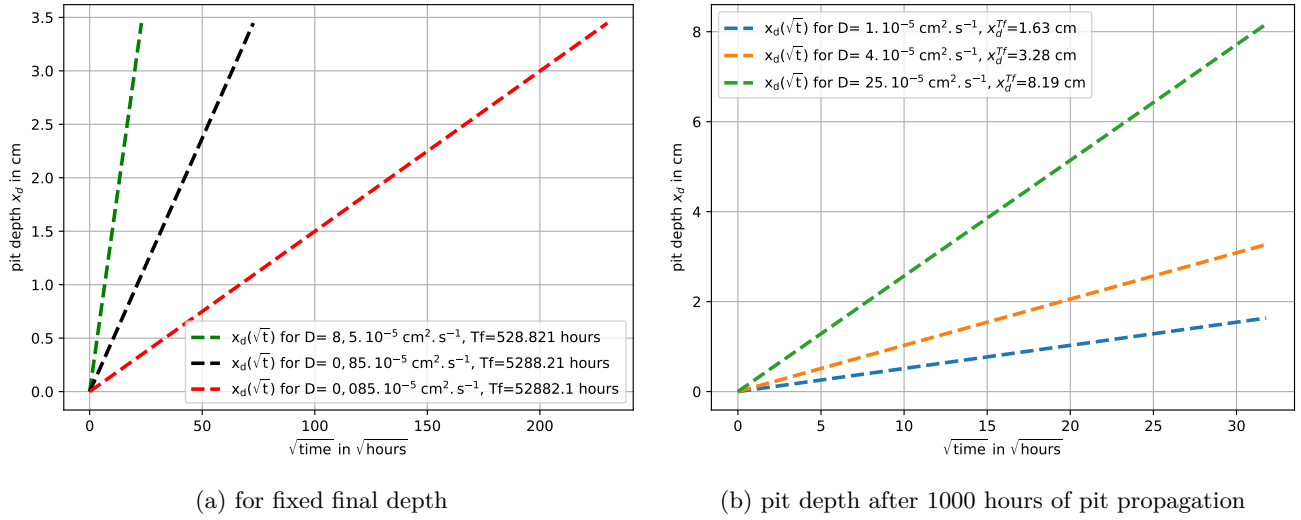 3.5
3.0
2.5
2.0
1.5
1.0
0.5
0.0
pit depth x_d in cm
x_d(√t) for D= 8,5.10⁻⁵ cm².s⁻¹, Tf=528.821 hours
x_d(√t) for D= 0,85.10⁻⁵ cm².s⁻¹, Tf=5288.21 hours
x_d(√t) for D= 0,085.10⁻⁵ cm².s⁻¹, Tf=52882.1 hours
0 50 100 150 200
√time in √hours
(a) for fixed final depth
8
6
4
2
0
pit depth x_d in cm
x_d(√t) for D= 1.10⁻⁵ cm².s⁻¹, x_d^Tf=1.63 cm
x_d(√t) for D= 4.10⁻⁵ cm².s⁻¹, x_d^Tf=3.28 cm
x_d(√t) for D= 25.10⁻⁵ cm².s⁻¹, x_d^Tf=8.19 cm
0 5 10 15 20 25 30
√time in √hours
(b) pit depth after 1000 hours of pit propagation